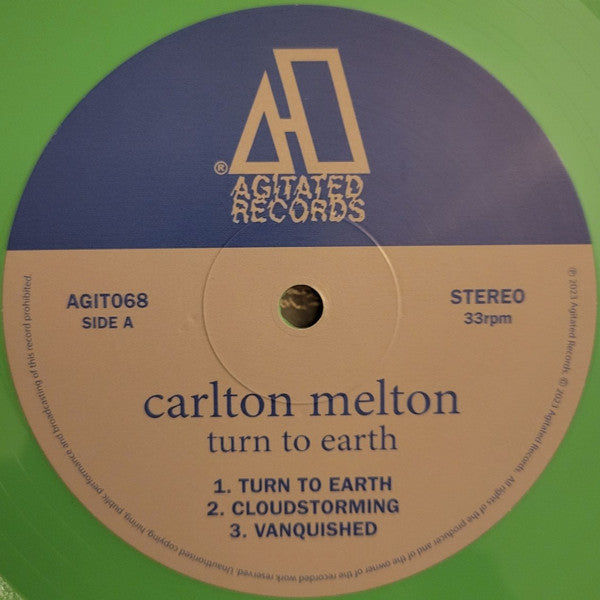 ®
AGITATED
RECORDS
AGIT068
SIDE A
STEREO
33rpm
carlton melton
turn to earth
1. TURN TO EARTH
2. CLOUDSTORMING
3. VANQUISHED
℗ 2023 Agitated Records. © 2023 Agitated Records. All rights of the producer and of the owner of the recorded work reserved. Unauthorised copying, hiring, public performance and broadcasting of this record prohibited.